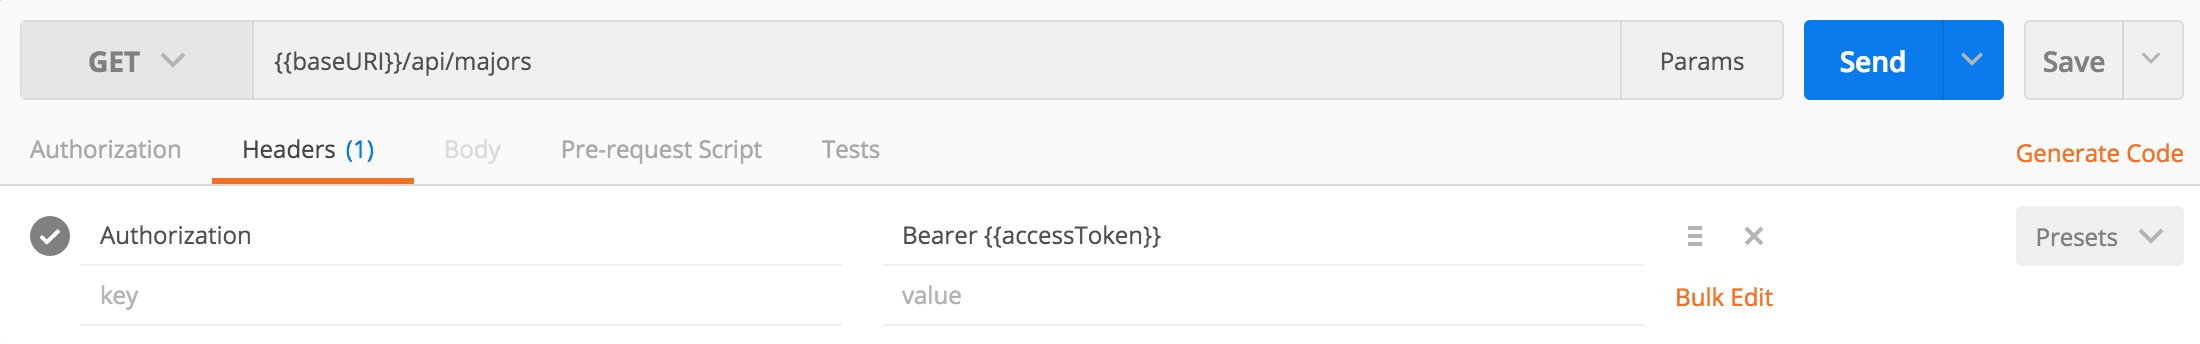 GET {{baseURI}}/api/majors Params Send Save
Authorization Headers (1) Body Pre-request Script Tests Generate Code
Authorization Bearer {{accessToken}} Presets
key value Bulk Edit